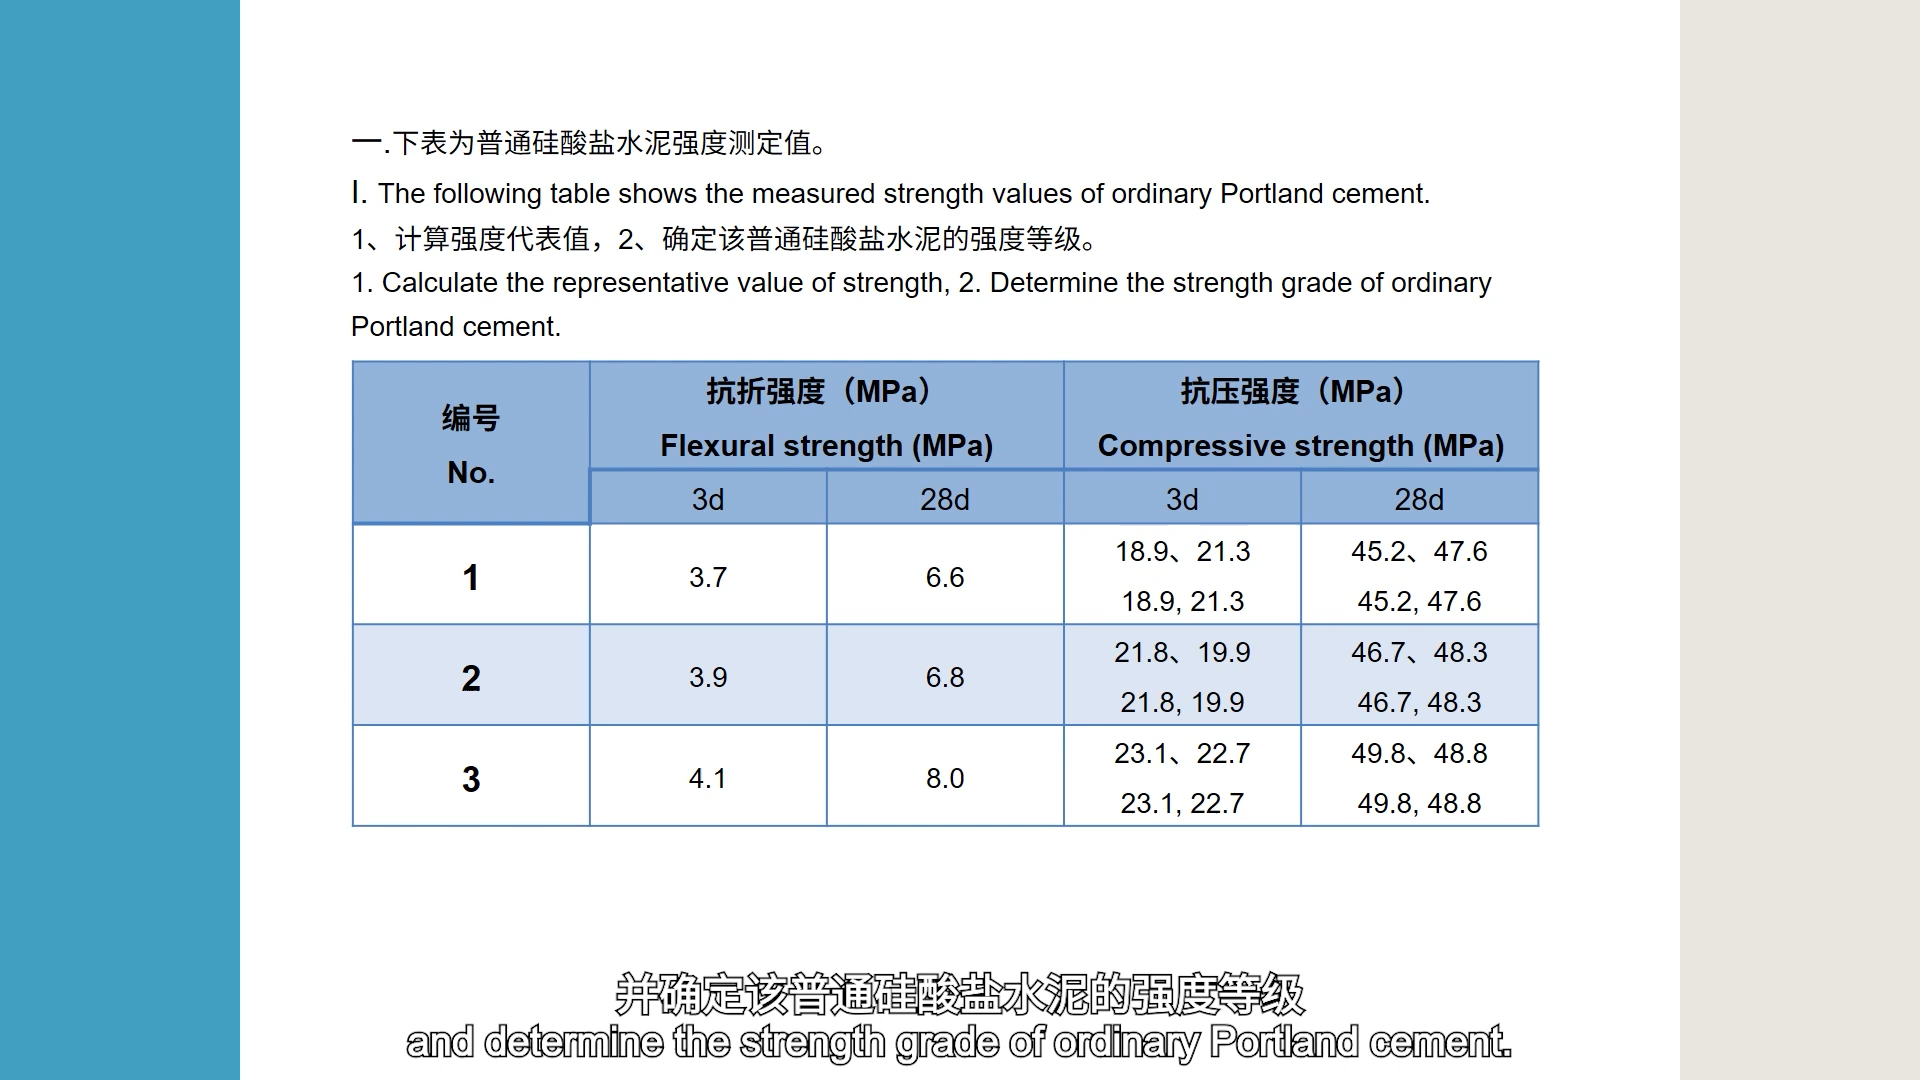 一.下表为普通硅酸盐水泥强度测定值。
I. The following table shows the measured strength values of ordinary Portland cement.
1、计算强度代表值，2、确定该普通硅酸盐水泥的强度等级。
1. Calculate the representative value of strength, 2. Determine the strength grade of ordinary
Portland cement.
编号
No.
抗折强度（MPa）
Flexural strength (MPa)
抗压强度（MPa）
Compressive strength (MPa)
3d
28d
3d
28d
1
3.7
6.6
18.9、21.3
18.9, 21.3
45.2、47.6
45.2, 47.6
2
3.9
6.8
21.8、19.9
21.8, 19.9
46.7、48.3
46.7, 48.3
3
4.1
8.0
23.1、22.7
23.1, 22.7
49.8、48.8
49.8, 48.8
并确定该普通硅酸盐水泥的强度等级
and determine the strength grade of ordinary Portland cement.